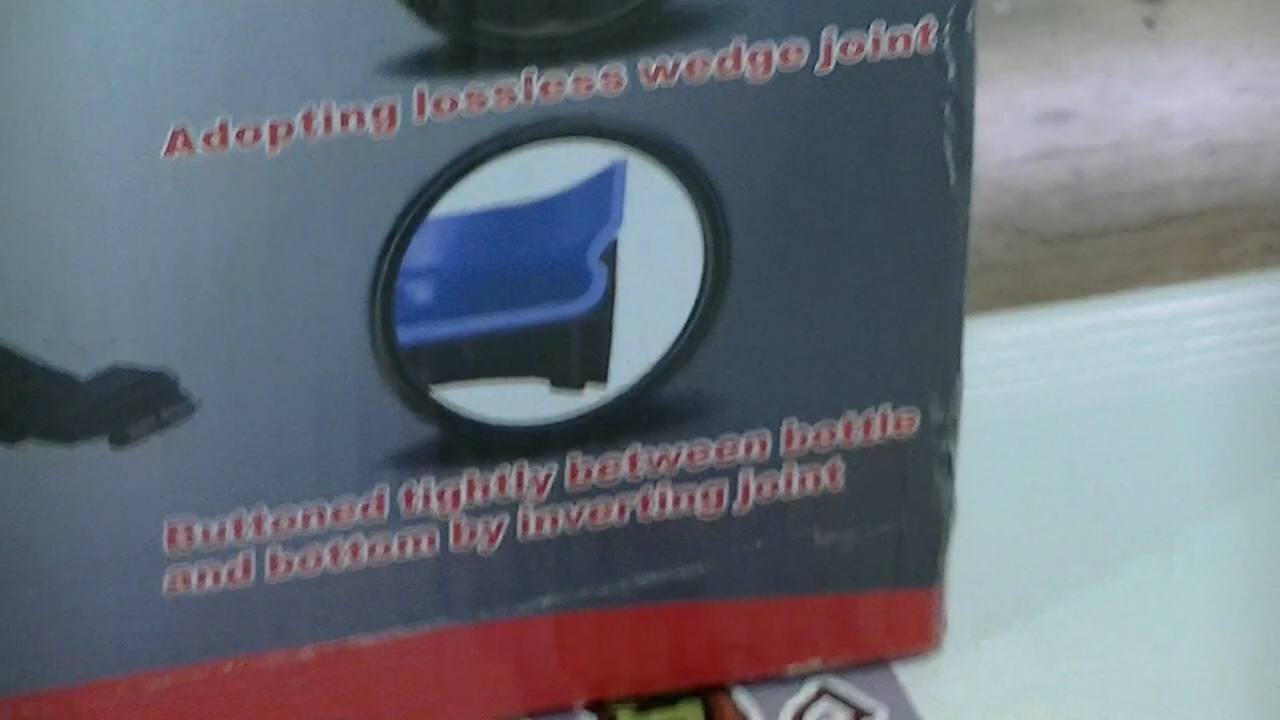 Adopting lossless wedge joint
Buttoned tightly between bottle
and bottom by inverting joint